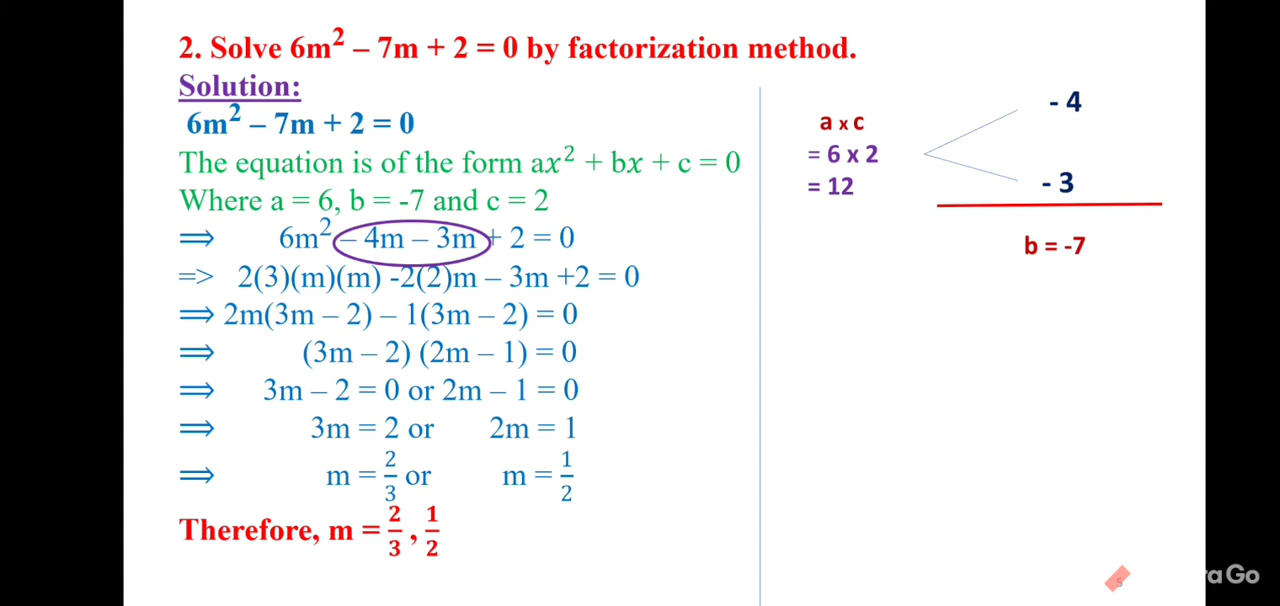 2. Solve 6m² – 7m + 2 = 0 by factorization method.
Solution:
6m² – 7m + 2 = 0
The equation is of the form ax² + bx + c = 0
Where a = 6, b = -7 and c = 2
⟹ 6m² – 4m – 3m + 2 = 0
=> 2(3)(m)(m) -2(2)m – 3m +2 = 0
⟹ 2m(3m – 2) – 1(3m – 2) = 0
⟹ (3m – 2) (2m – 1) = 0
⟹ 3m – 2 = 0 or 2m – 1 = 0
⟹ 3m = 2 or 2m = 1
⟹ m = 2/3 or m = 1/2
Therefore, m = 2/3 , 1/2
a x c
= 6 x 2
= 12
- 4
- 3
b = -7
5
Go